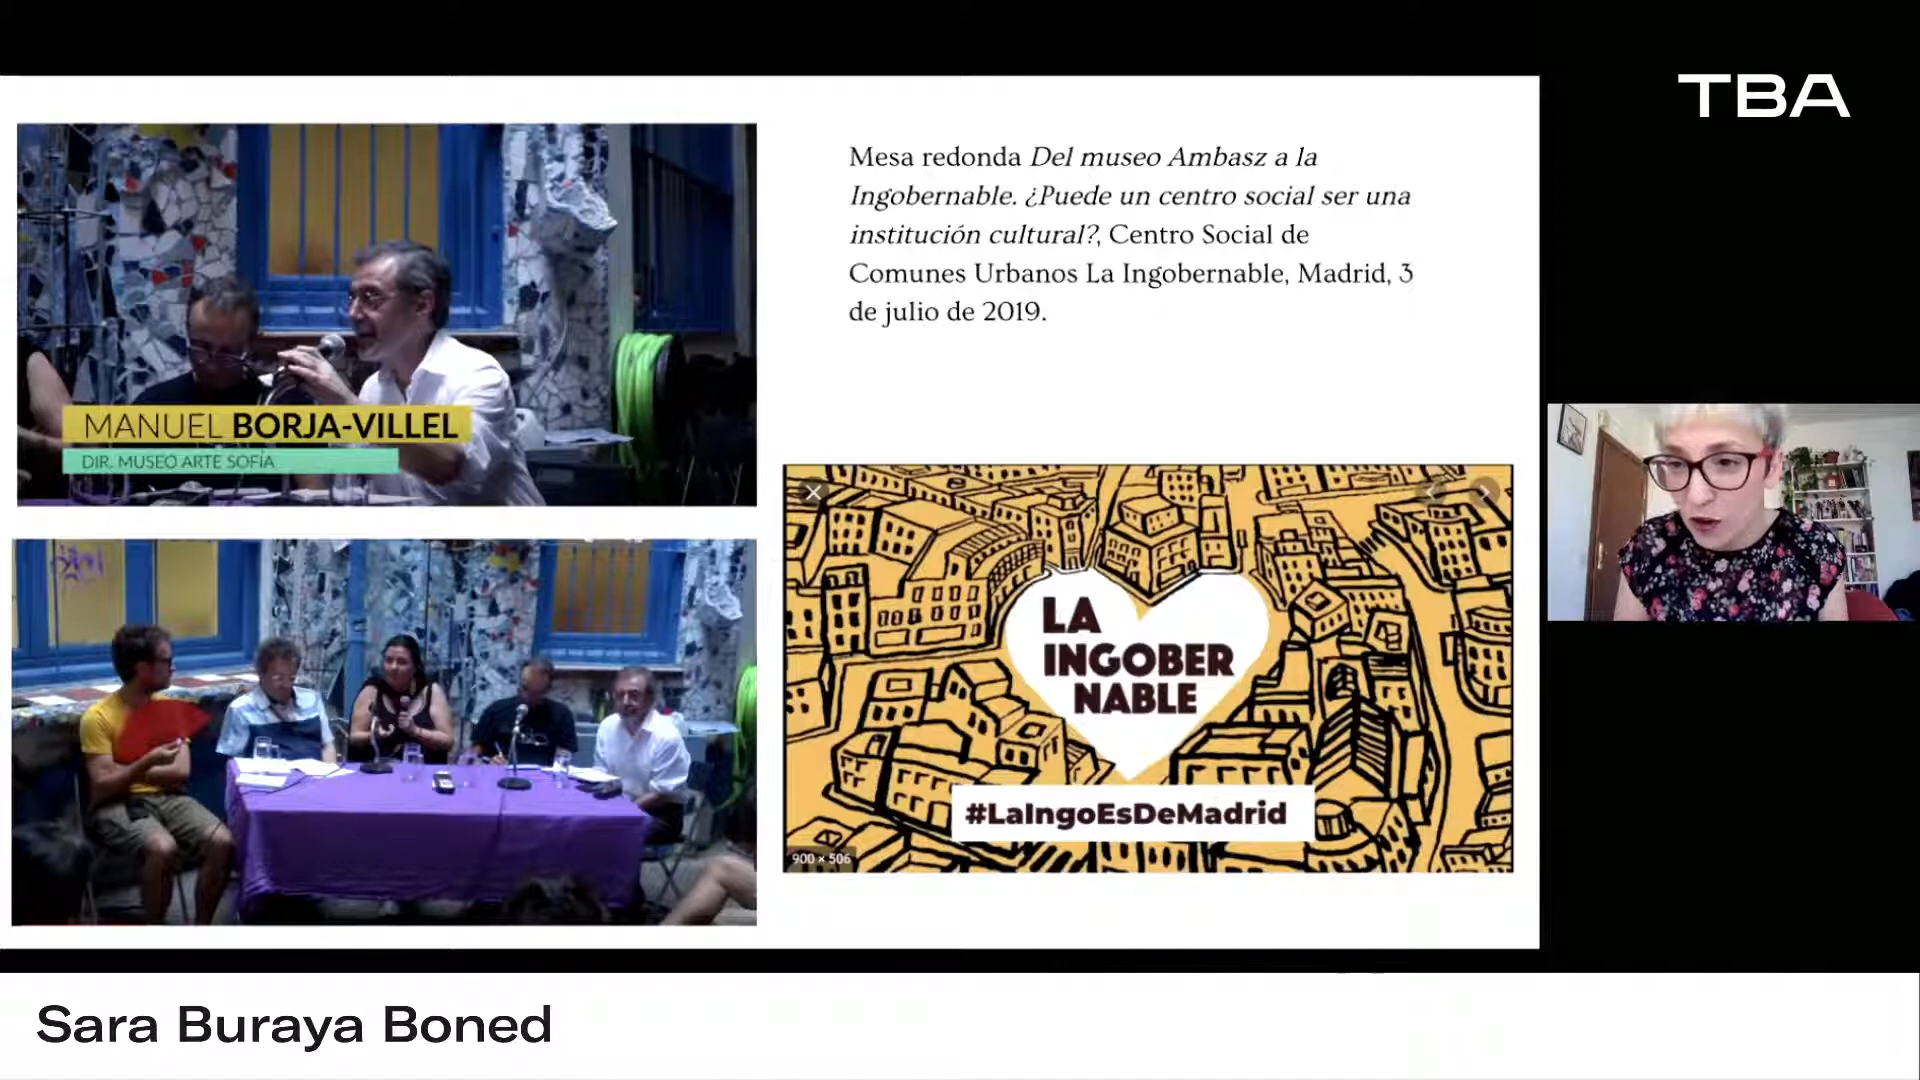 TBA
MANUEL BORJA-VILLEL
DIR. MUSEO ARTE SOFÍA
Mesa redonda Del museo Ambasz a la
Ingobernable. ¿Puede un centro social ser una
institución cultural?, Centro Social de
Comunes Urbanos La Ingobernable, Madrid, 3
de julio de 2019.
LA
INGOBER
NABLE
#LaIngoEsDeMadrid
900 × 506
Sara Buraya Boned